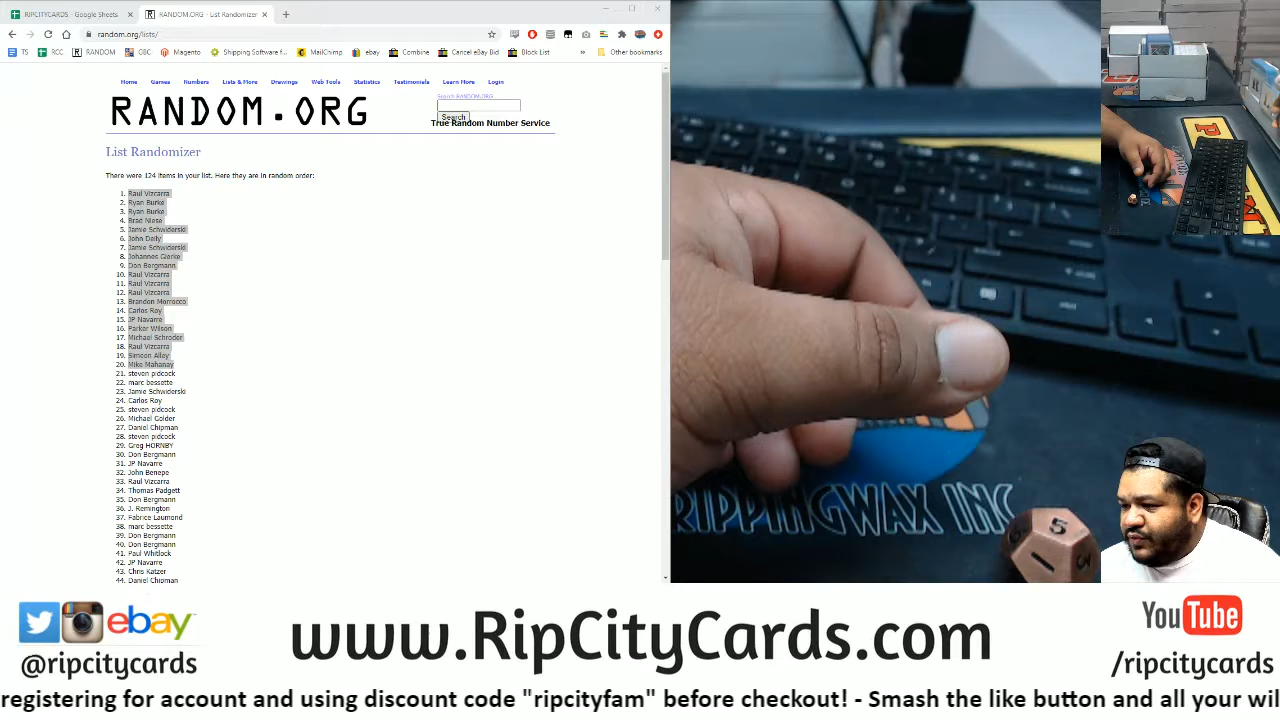 RIPCITYCARDS - Google Sheets
RANDOM.ORG - List Randomizer
random.org/lists/
TS RCC RANDOM GBC Magento Shipping Software f... MailChimp ebay Combine Cancel eBay Bid Block List » Other bookmarks
Home Games Numbers Lists & More Drawings Web Tools Statistics Testimonials Learn More Login
RANDOM.ORG
Search RANDOM.ORG
Search
True Random Number Service
List Randomizer
There were 124 items in your list. Here they are in random order:
1. Raul Vizcarra
2. Ryan Burke
3. Ryan Burke
4. Brad Niese
5. Jamie Schwiderski
6. John Deily
7. Jamie Schwiderski
8. Johannes Gierke
9. Don Bergmann
10. Raul Vizcarra
11. Raul Vizcarra
12. Raul Vizcarra
13. Brandon Morrocco
14. Carlos Roy
15. JP Navarre
16. Parker Wilson
17. Michael Schroder
18. Raul Vizcarra
19. Simeon Alley
20. Mike Mahanay
21. steven pidcock
22. marc bessette
23. Jamie Schwiderski
24. Carlos Roy
25. steven pidcock
26. Michael Golder
27. Daniel Chipman
28. steven pidcock
29. Greg HORNBY
30. Don Bergmann
31. JP Navarre
32. John Benepe
33. Raul Vizcarra
34. Thomas Padgett
35. Don Bergmann
36. J. Remington
37. Fabrice Laumond
38. marc bessette
39. Don Bergmann
40. Don Bergmann
41. Paul Whitlock
42. JP Navarre
43. Chris Katzer
44. Daniel Chipman
RIPPINGWAX INC
5
1
3
ebay
@ripcitycards
www.RipCityCards.com
YouTube
/ripcitycards
registering for account and using discount code "ripcityfam" before checkout! - Smash the like button and all your wil